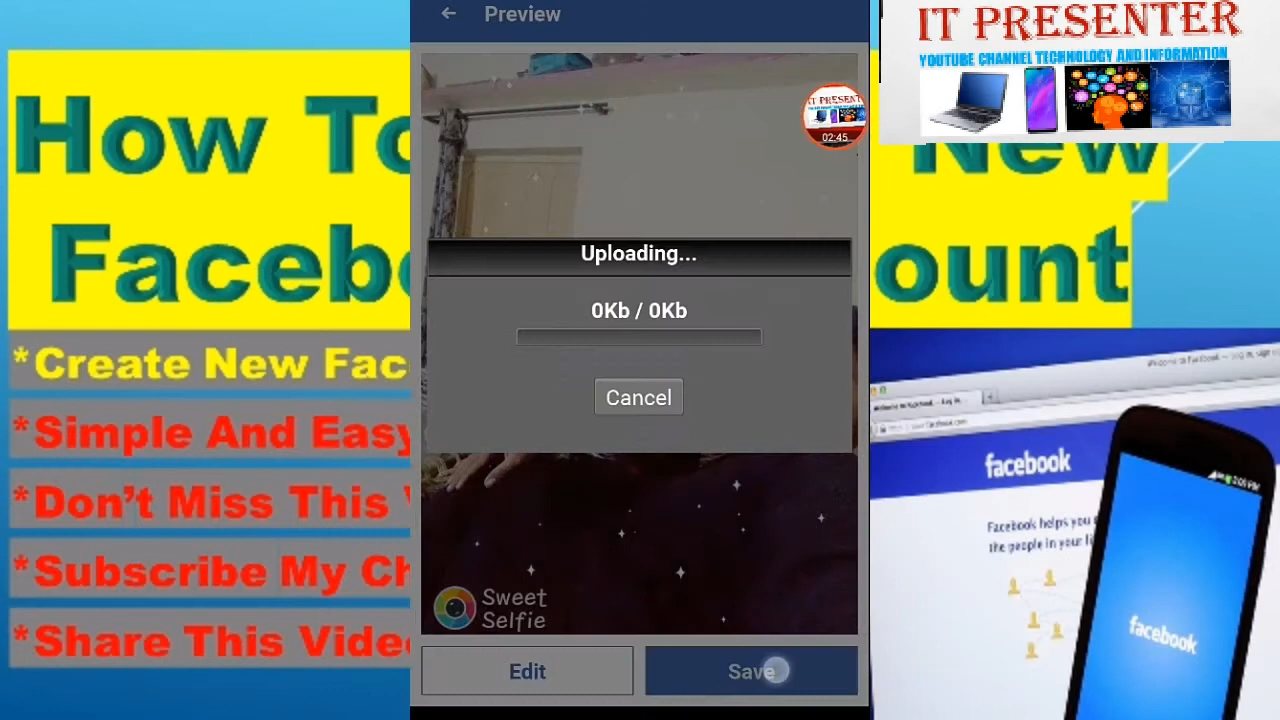 How To
Faceb
*Create New Fac
*Simple And Easy
*Don't Miss This
*Subscribe My Ch
*Share This Vide
Preview
IT PRESENT
02:45
Uploading...
0Kb / 0Kb
Cancel
Sweet
Selfie
Edit
Save
IT PRESENTER
YOUTUBE CHANNEL TECHNOLOGY AND INFORMATION
New
ount
facebook
Facebook helps you
the people in your li
facebook